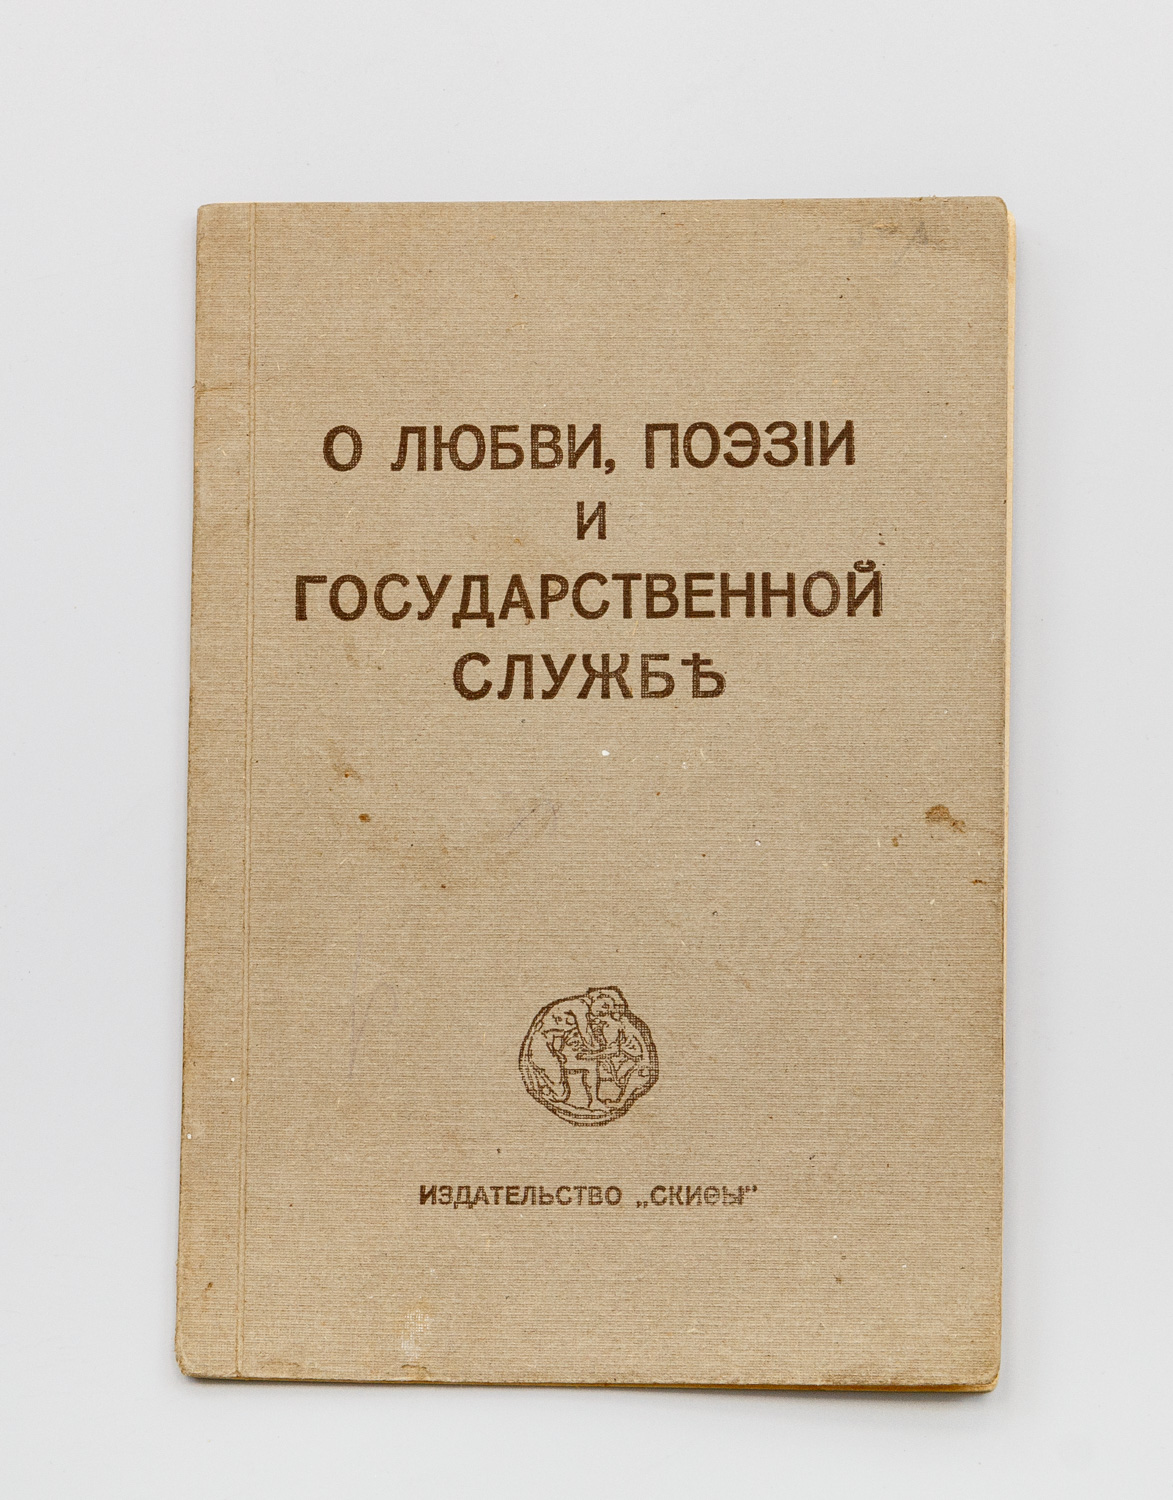 О ЛЮБВИ, ПОЭЗІИ
И
ГОСУДАРСТВЕННОЙ
СЛУЖБѢ
ИЗДАТЕЛЬСТВО „СКИѲЫ"